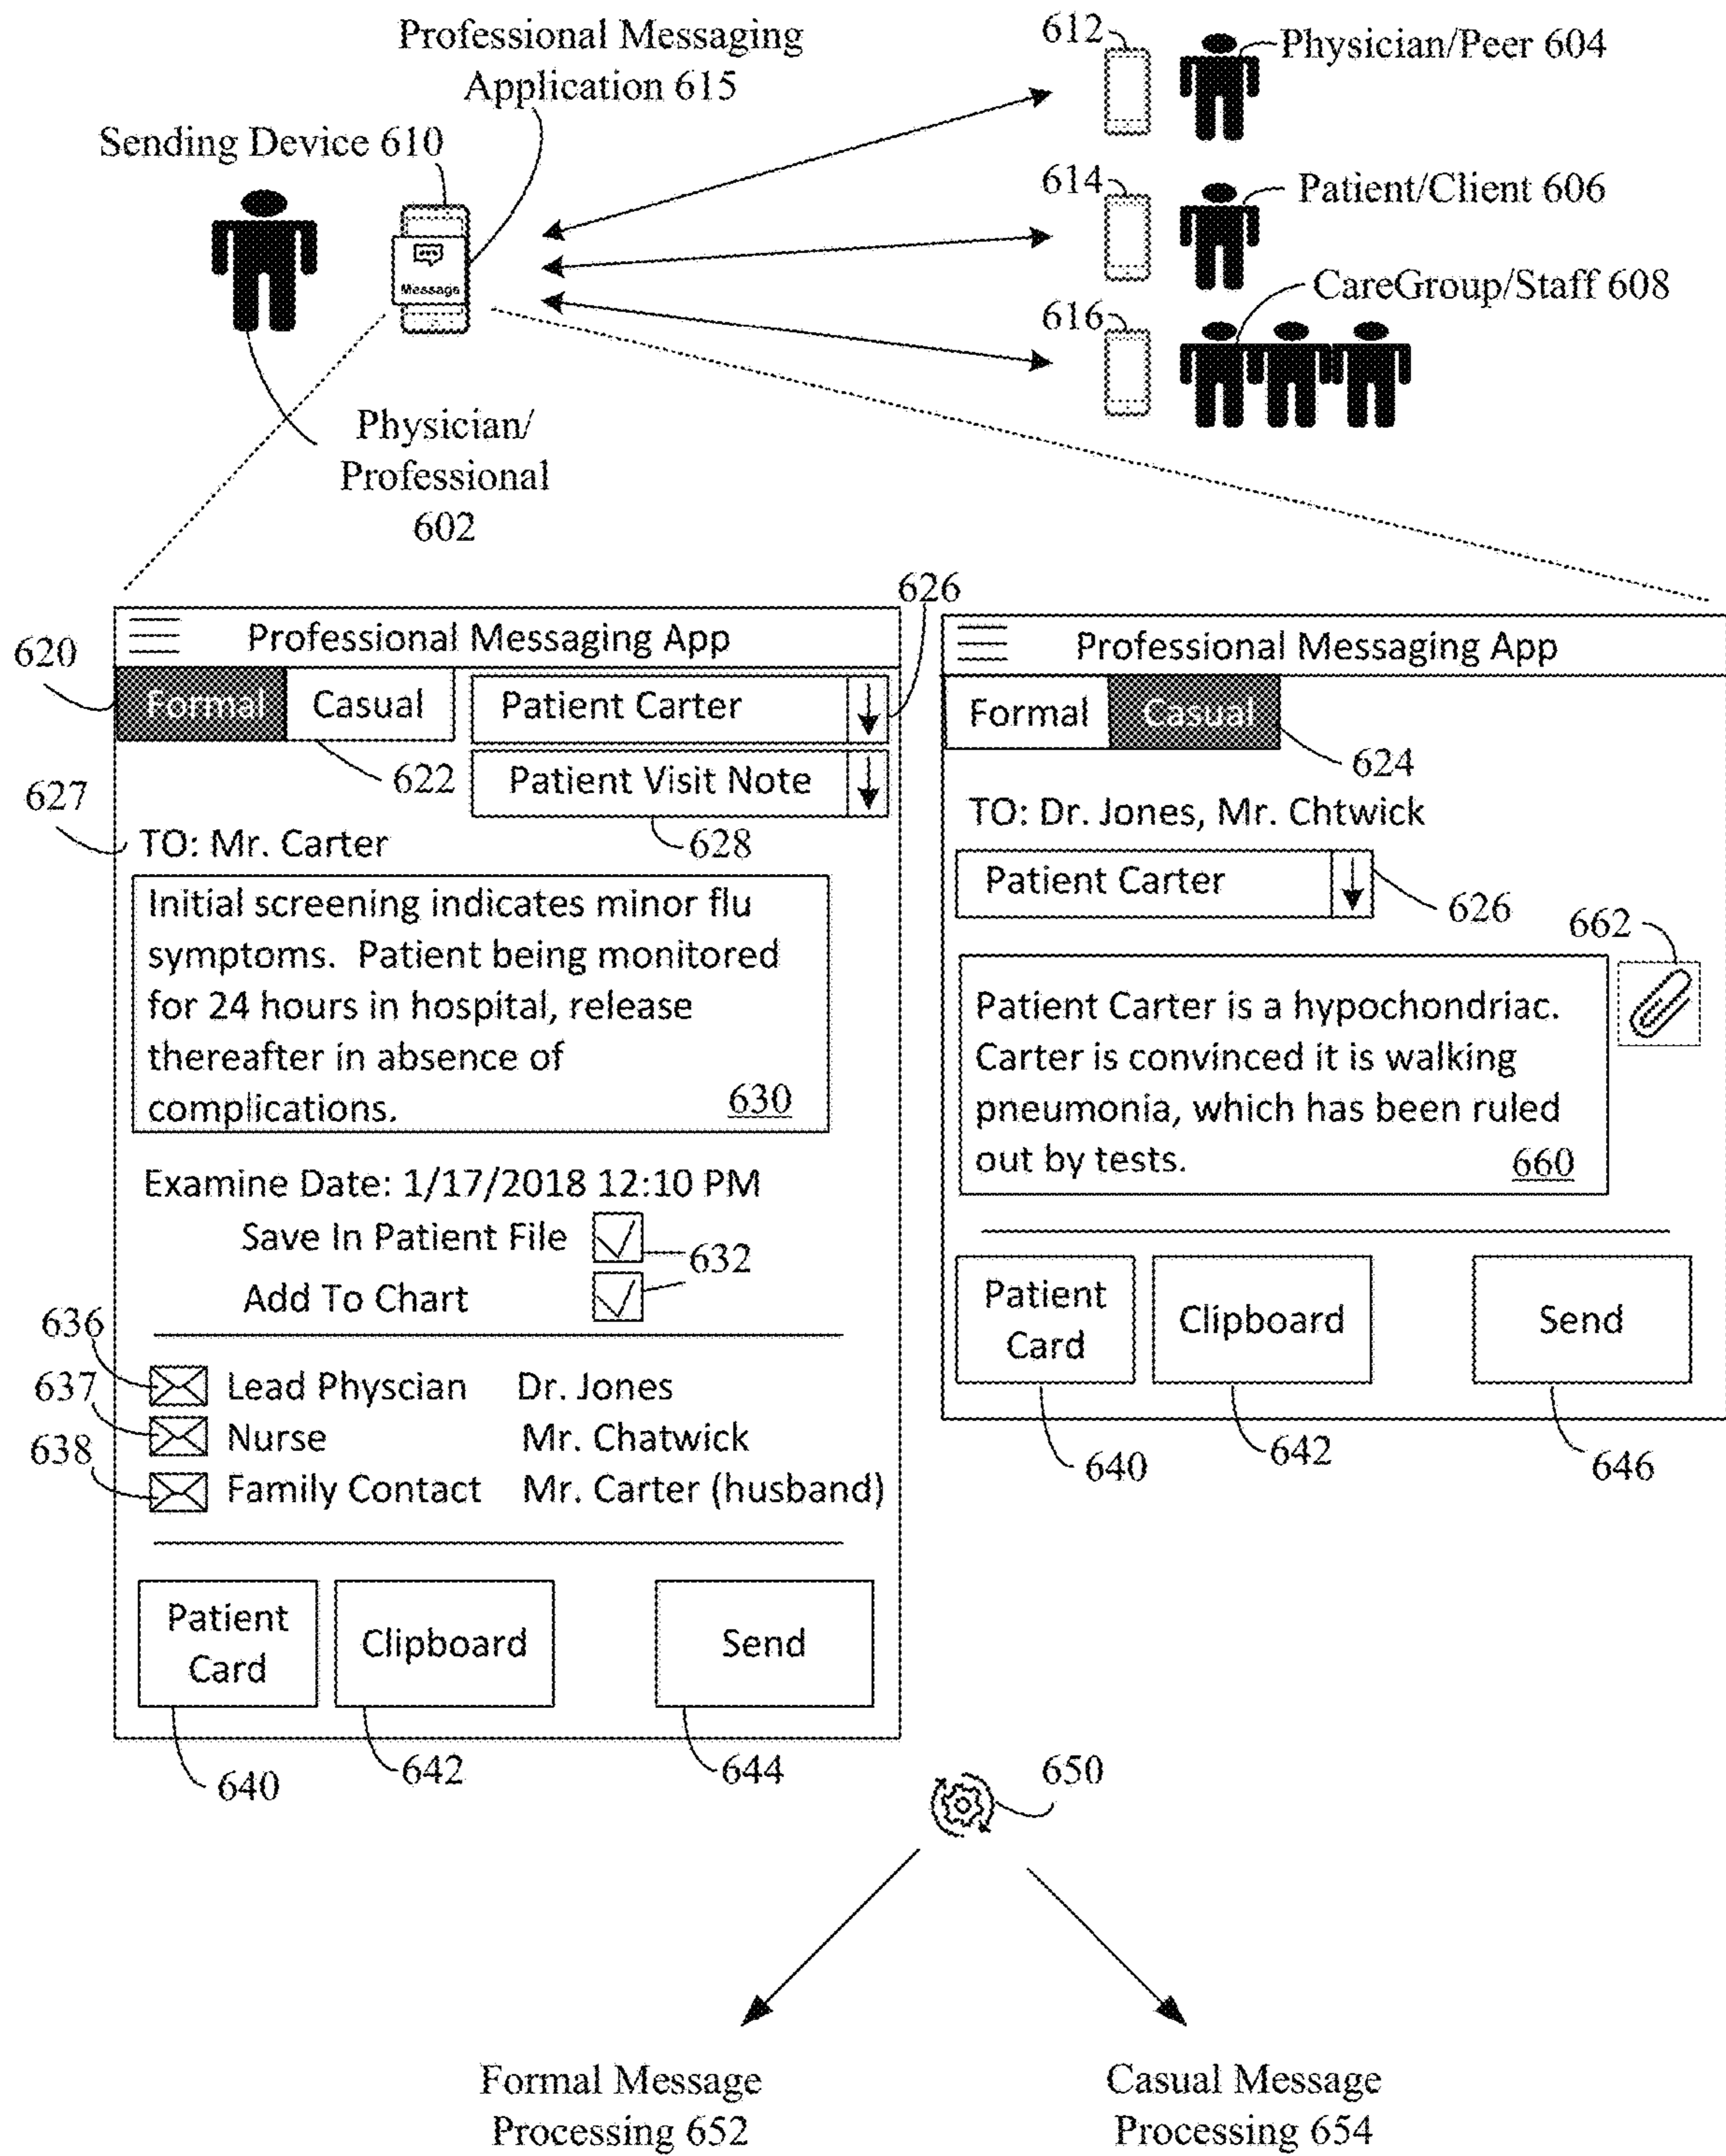 Professional Messaging
Application 615
Sending Device 610
Message
612
Physician/Peer 604
614
Patient/Client 606
616
CareGroup/Staff 608
Physician/
Professional
602
620
626
Professional Messaging App
Formal
Casual
Patient Carter
622
Patient Visit Note
627
628
TO: Mr. Carter
Initial screening indicates minor flu
symptoms. Patient being monitored
for 24 hours in hospital, release
thereafter in absence of
complications.
630
Examine Date: 1/17/2018 12:10 PM
Save In Patient File
632
Add To Chart
636
Lead Physcian Dr. Jones
637
Nurse Mr. Chatwick
638
Family Contact Mr. Carter (husband)
Patient
Card
Clipboard
Send
640
642
644
Professional Messaging App
Formal
Casual
624
TO: Dr. Jones, Mr. Chtwick
Patient Carter
626
662
Patient Carter is a hypochondriac.
Carter is convinced it is walking
pneumonia, which has been ruled
out by tests.
660
Patient
Card
Clipboard
Send
640
642
646
650
Formal Message
Processing 652
Casual Message
Processing 654